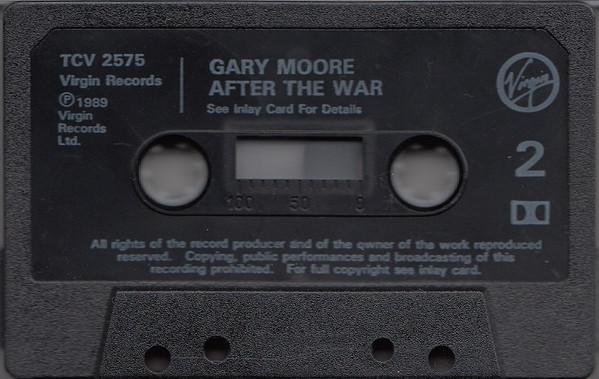 TCV 2575
Virgin Records
Ⓟ 1989
Virgin
Records
Ltd.
GARY MOORE
AFTER THE WAR
See Inlay Card For Details
Virgin
2
100 50 0
All rights of the record producer and of the owner of the work reproduced
reserved. Copying, public performances and broadcasting of this
recording prohibited. For full copyright see inlay card.